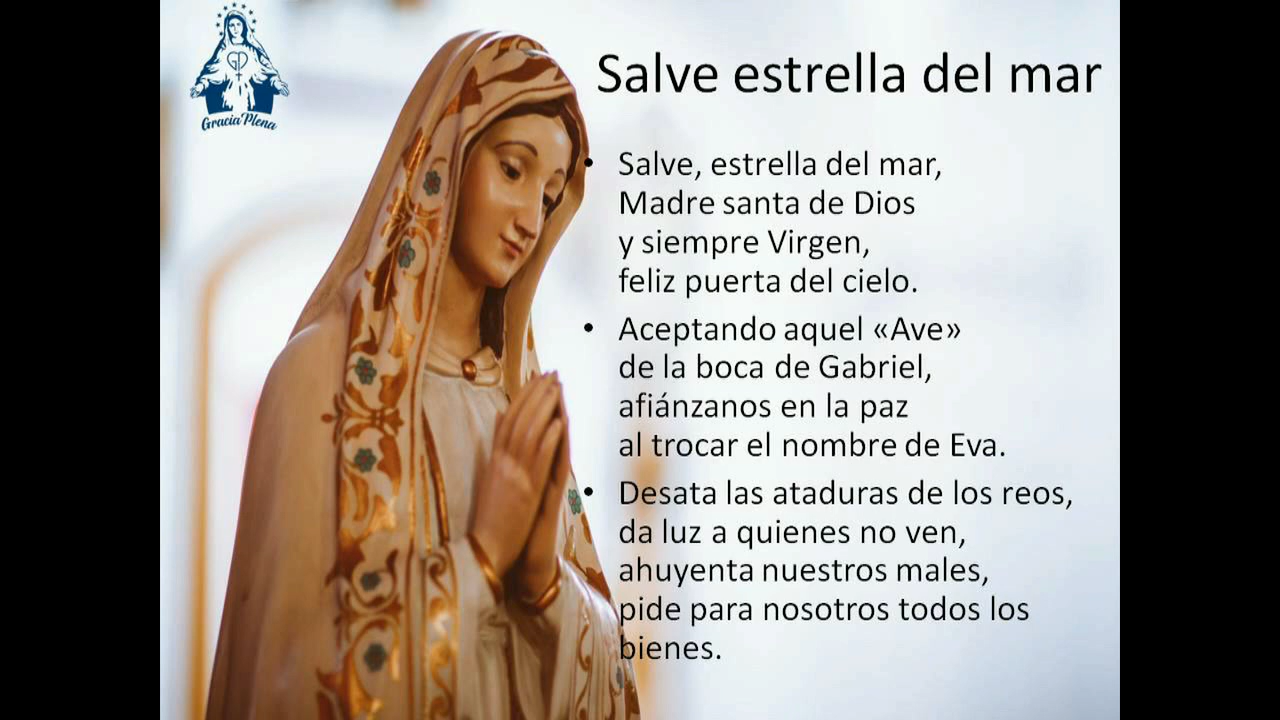 Gracia Plena
Salve estrella del mar
• Salve, estrella del mar,
Madre santa de Dios
y siempre Virgen,
feliz puerta del cielo.
• Aceptando aquel «Ave»
de la boca de Gabriel,
afiánzanos en la paz
al trocar el nombre de Eva.
• Desata las ataduras de los reos,
da luz a quienes no ven,
ahuyenta nuestros males,
pide para nosotros todos los
bienes.